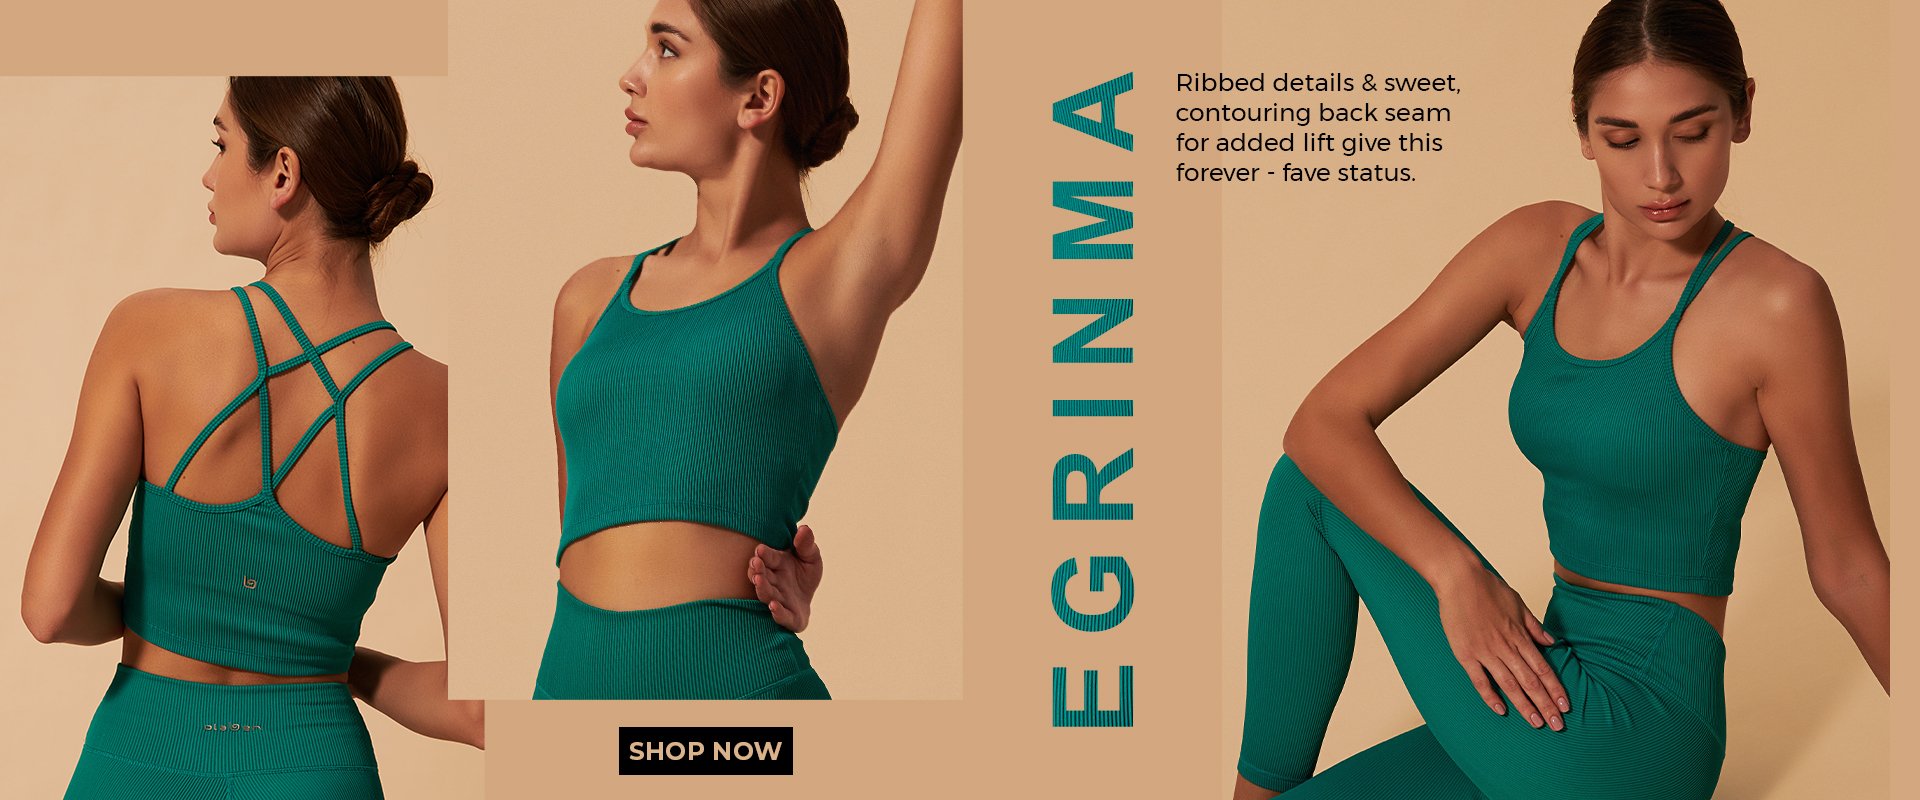 EGRINMA
Ribbed details & sweet,
contouring back seam
for added lift give this
forever - fave status.
SHOP NOW